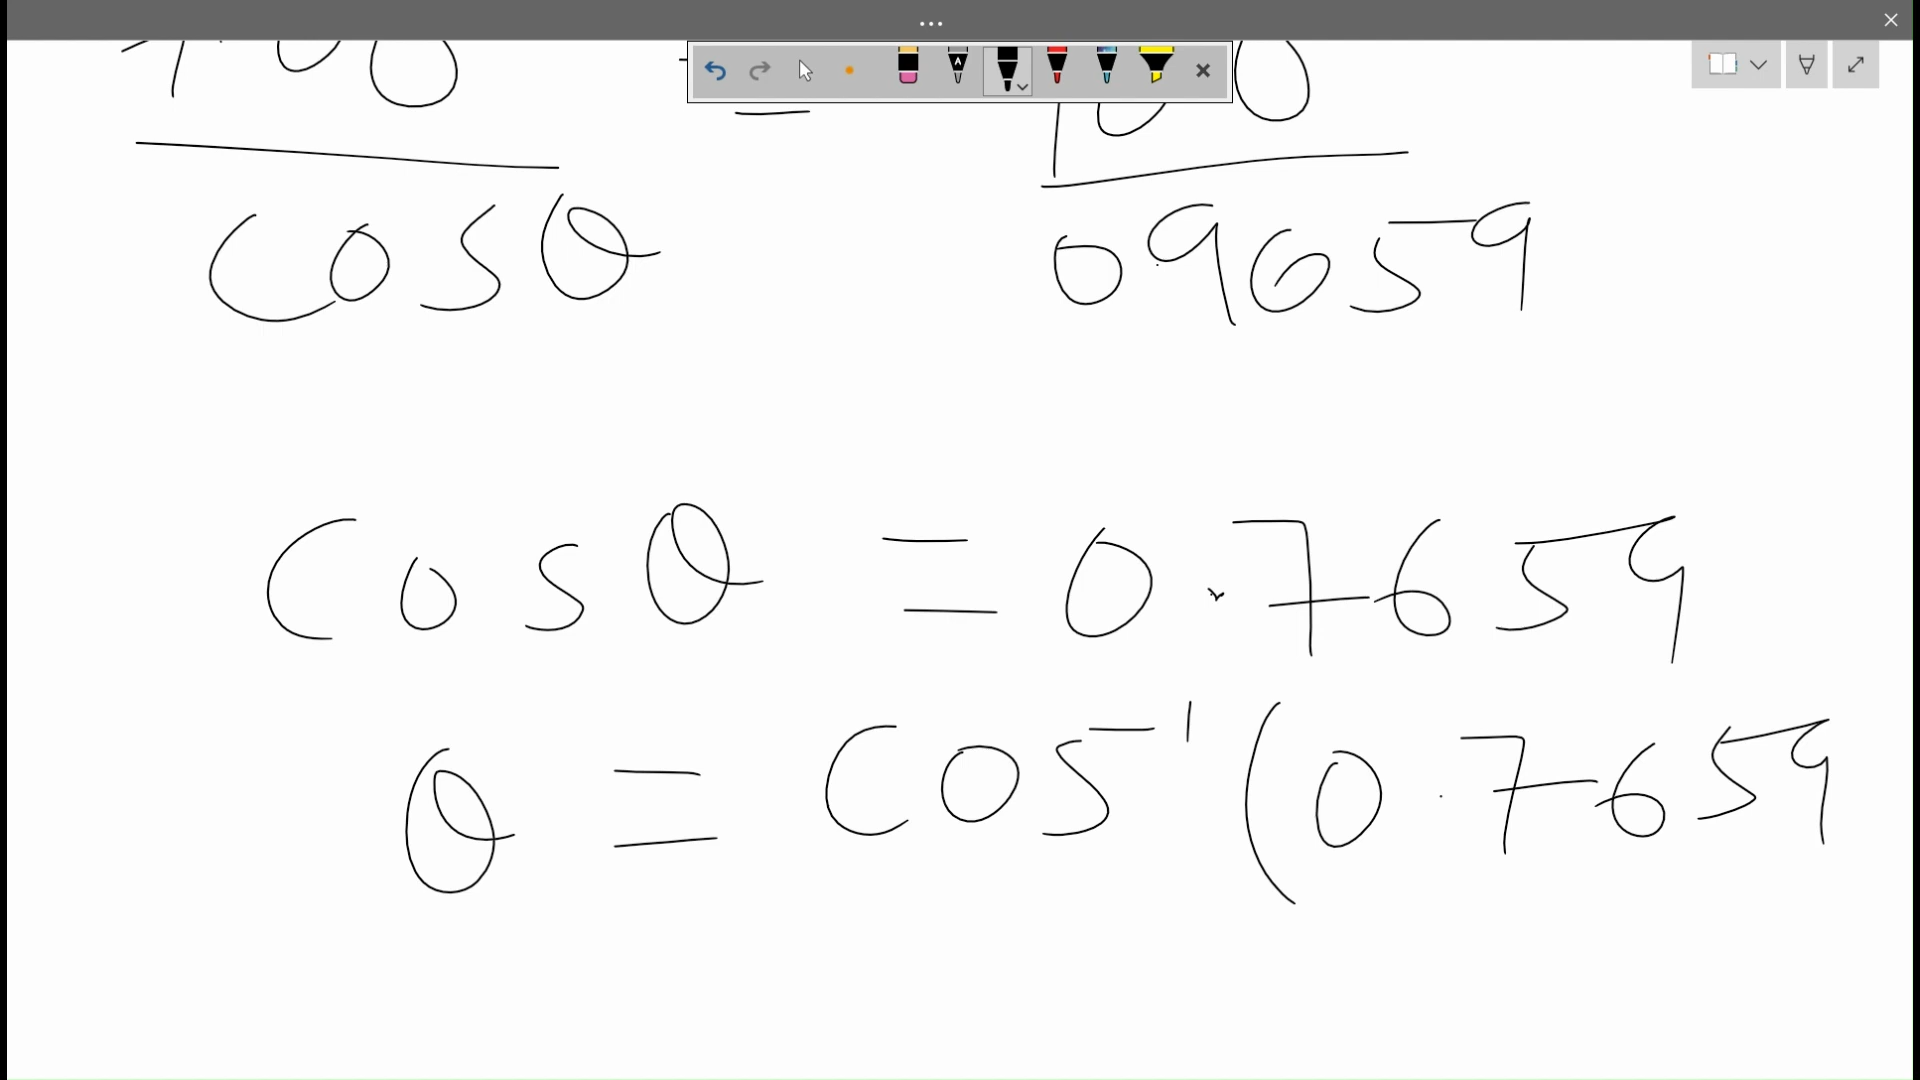 =
cosθ 0.9659
cosθ = 0.7659
θ = cos⁻¹(0.7659